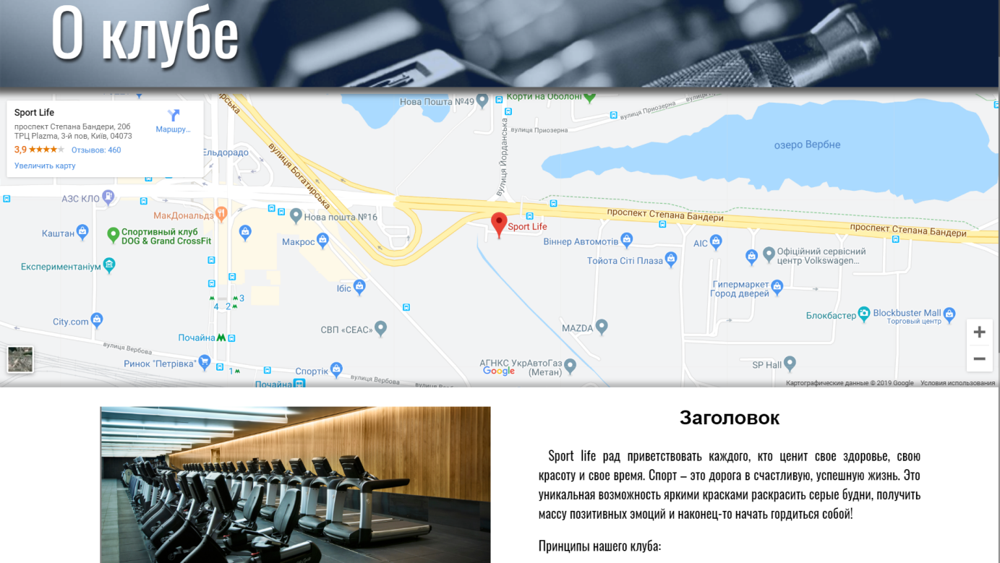 О клубе
Sport Life
проспект Степана Бандери, 20б
ТРЦ Plazma, 3-й пов, Київ, 04073
3,9
Отзывов: 460
Увеличить карту
Маршру...
Нова Пошта №49
Корти на Оболоні
вулиця Приозерна
вулиця Приозерна
вулиця Йорданська
озеро Вербне
Ельдорадо
вулиця Богатирська
АЗС КЛО
МакДональдз
Нова пошта №16
проспект Степана Бандери
проспект Степана Бандери
Sport Life
Каштан
Спортивный клуб
DOG & Grand CrossFit
Макрос
Віннер Автомотів
АІС
Тойота Сіті Плаза
Офіційний сервісний
центр Volkswagen...
Експериментаніум
Ібіс
Гипермаркет
Город дверей
3
4 2
City.com
СВП «СЕАС»
MAZDA
Блокбастер
Blockbuster Mall
Торговый центр
Почайна
вулиця Вербова
Ринок "Петрівка"
1
Спортік
вулиця Вербова
АГНКС УкрАвтоГаз
(Метан)
Google
SP Hall
Почайна
Картографические данные © 2019 Google
Условия использования
Заголовок
Sport life рад приветствовать каждого, кто ценит свое здоровье, свою
красоту и свое время. Спорт – это дорога в счастливую, успешную жизнь. Это
уникальная возможность яркими красками раскрасить серые будни, получить
массу позитивных эмоций и наконец-то начать гордиться собой!
Принципы нашего клуба: